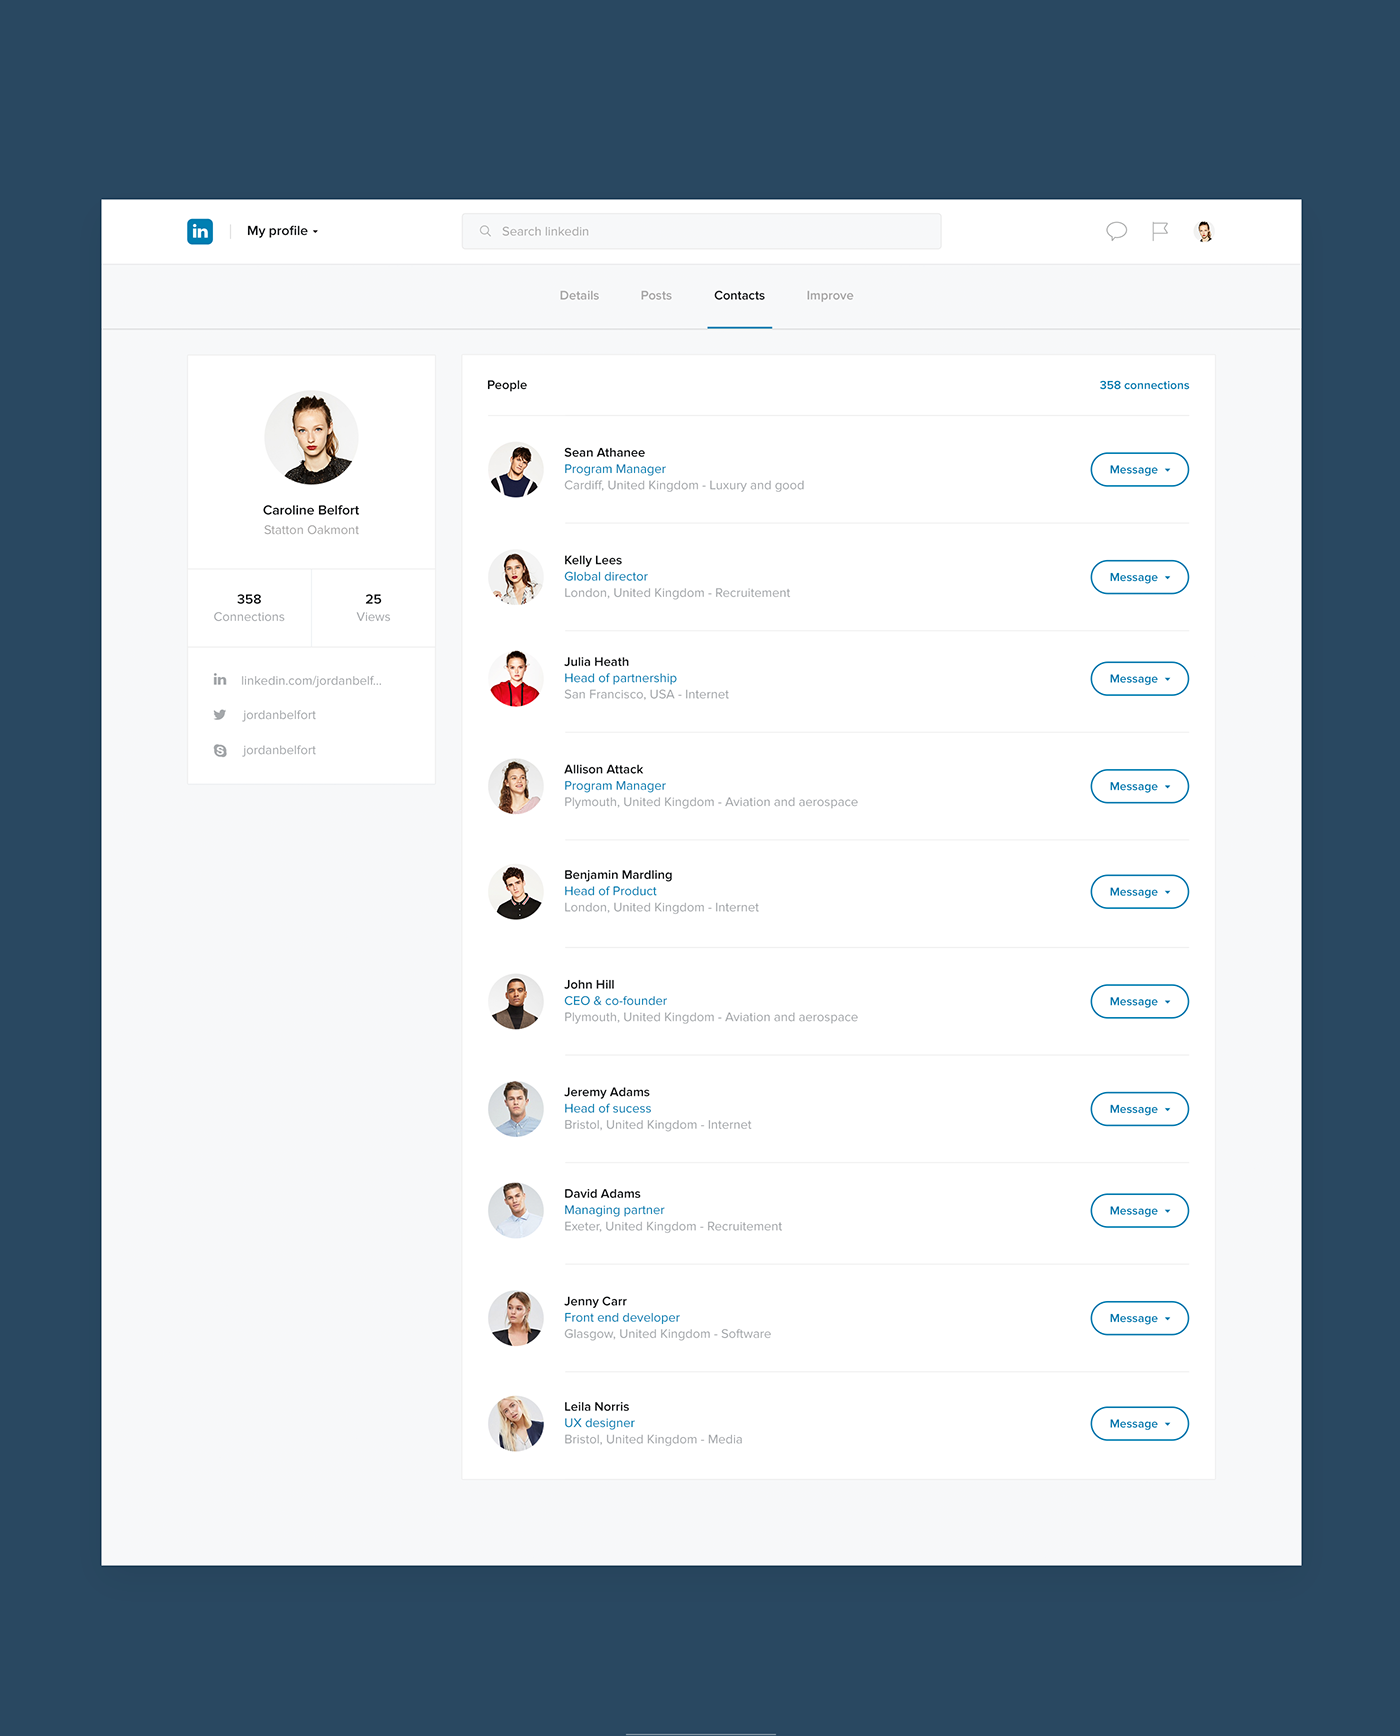 in
My profile
Search linkedin
Details
Posts
Contacts
Improve
Caroline Belfort
Statton Oakmont
358
Connections
25
Views
in
linkedin.com/jordanbelf...
jordanbelfort
jordanbelfort
People
358 connections
Sean Athanee
Program Manager
Cardiff, United Kingdom - Luxury and good
Message
Kelly Lees
Global director
London, United Kingdom - Recruitement
Message
Julia Heath
Head of partnership
San Francisco, USA - Internet
Message
Allison Attack
Program Manager
Plymouth, United Kingdom - Aviation and aerospace
Message
Benjamin Mardling
Head of Product
London, United Kingdom - Internet
Message
John Hill
CEO & co-founder
Plymouth, United Kingdom - Aviation and aerospace
Message
Jeremy Adams
Head of sucess
Bristol, United Kingdom - Internet
Message
David Adams
Managing partner
Exeter, United Kingdom - Recruitement
Message
Jenny Carr
Front end developer
Glasgow, United Kingdom - Software
Message
Leila Norris
UX designer
Bristol, United Kingdom - Media
Message